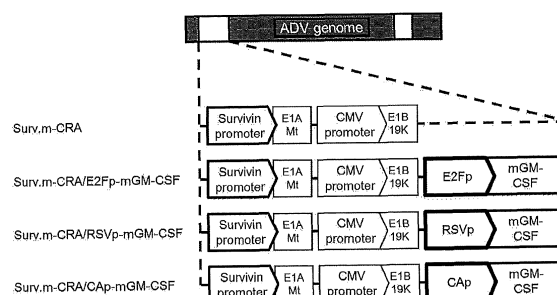 ADV genome
Surv.m-CRA
Survivin promoter
E1A Mt
CMV promoter
E1B 19K
Surv.m-CRA/E2Fp-mGM-CSF
Survivin promoter
E1A Mt
CMV promoter
E1B 19K
E2Fp
mGM-CSF
Surv.m-CRA/RSVp-mGM-CSF
Survivin promoter
E1A Mt
CMV promoter
E1B 19K
RSVp
mGM-CSF
Surv.m-CRA/CAp-mGM-CSF
Survivin promoter
E1A Mt
CMV promoter
E1B 19K
CAp
mGM-CSF